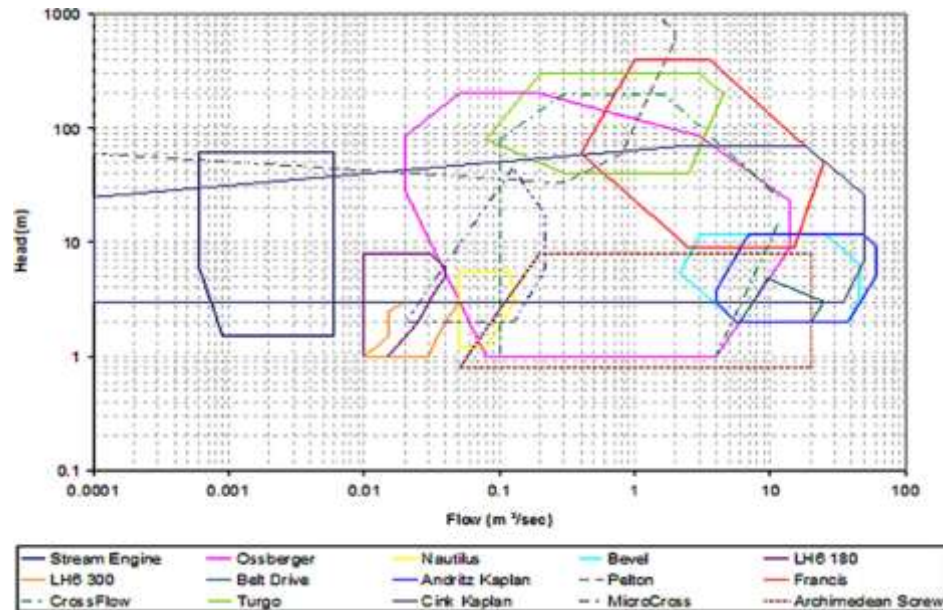 1000
100
10
1
0.1
Head (m)
0.0001 0.001 0.01 0.1 1 10 100
Flow (m ³/sec)
Stream Engine Ossberger Nautilus Bevel LH6 180
LH6 300 Belt Drive Andritz Kaplan Pelton Francis
CrossFlow Turgo Cink Kaplan MicroCross Archimedean Screw